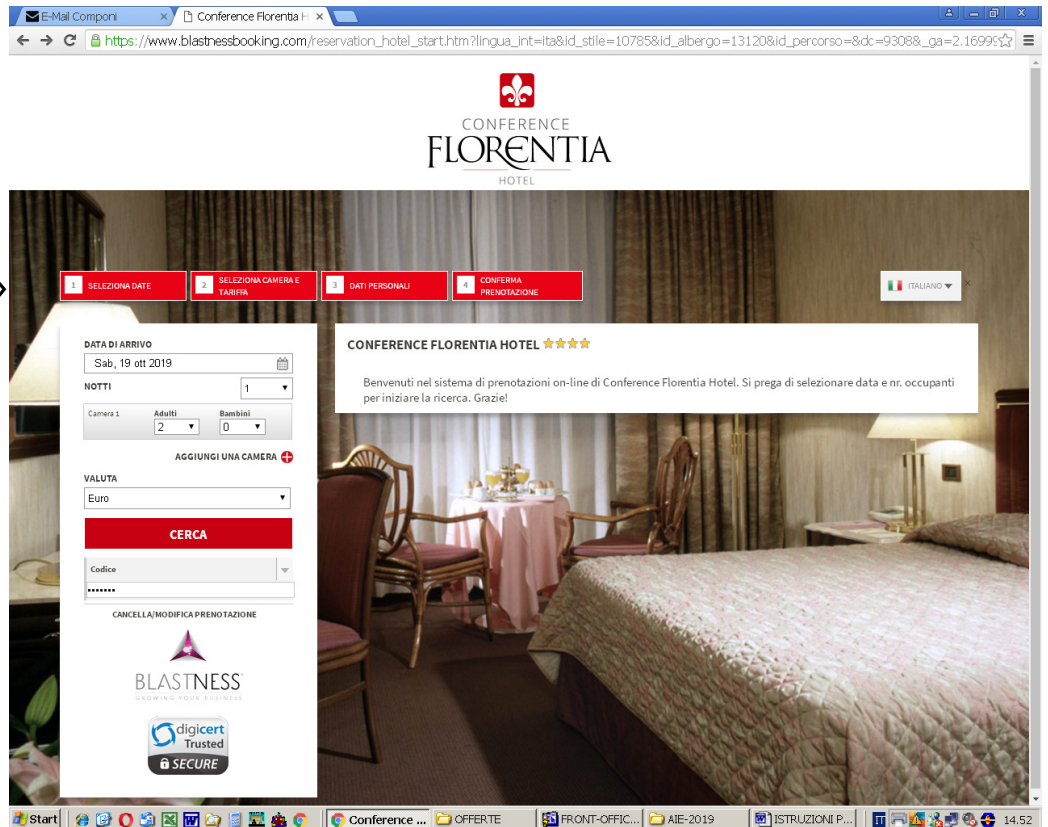 E-Mail Componi
Conference Florentia H
https://www.blastnessbooking.com/reservation_hotel_start.htm?lingua_int=ita&id_stile=10785&id_albergo=13120&id_percorso=&dc=9308&_ga=2.16999
CONFERENCE
FLORENTIA
HOTEL
1 SELEZIONA DATE
2 SELEZIONA CAMERA E
TARIFFA
3 DATI PERSONALI
4 CONFERMA
PRENOTAZIONE
ITALIANO
DATA DI ARRIVO
Sab, 19 ott 2019
NOTTI 1
Camera 1 Adulti Bambini
2 0
AGGIUNGI UNA CAMERA
VALUTA
Euro
CERCA
Codice
•••••••
CANCELLA/MODIFICA PRENOTAZIONE
BLASTNESS
GROWING YOUR BUSINESS
digicert
Trusted
SECURE
CONFERENCE FLORENTIA HOTEL
Benvenuti nel sistema di prenotazioni on-line di Conference Florentia Hotel. Si prega di selezionare data e nr. occupanti
per iniziare la ricerca. Grazie!
Start Conference ... OFFERTE FRONT-OFFIC... AIE-2019 ISTRUZIONI P... IT 14.52